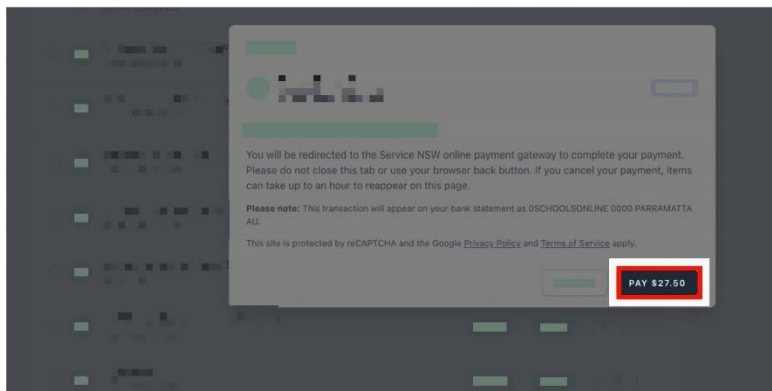 You will be redirected to the Service NSW online payment gateway to complete your payment.
Please do not close this tab or use your browser back button. If you cancel your payment, items
can take up to an hour to reappear on this page.
Please note: This transaction will appear on your bank statement as 0SCHOOLSONLINE 0000 PARRAMATTA
AU.
This site is protected by reCAPTCHA and the Google Privacy Policy and Terms of Service apply.
PAY $27.50